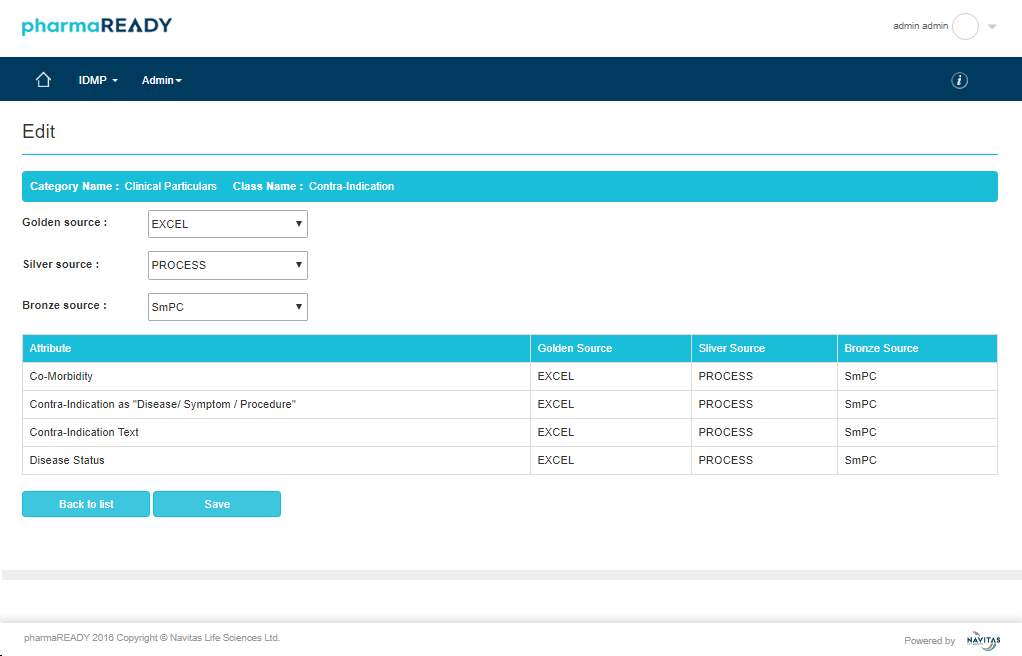 pharmaREADY
admin admin
IDMP Admin
Edit
Category Name : Clinical Particulars Class Name : Contra-Indication
Golden source : EXCEL
Silver source : PROCESS
Bronze source : SmPC
Attribute Golden Source Sliver Source Bronze Source
Co-Morbidity EXCEL PROCESS SmPC
Contra-Indication as "Disease/ Symptom / Procedure" EXCEL PROCESS SmPC
Contra-Indication Text EXCEL PROCESS SmPC
Disease Status EXCEL PROCESS SmPC
Back to list Save
pharmaREADY 2016 Copyright © Navitas Life Sciences Ltd.
Powered by NAVITAS